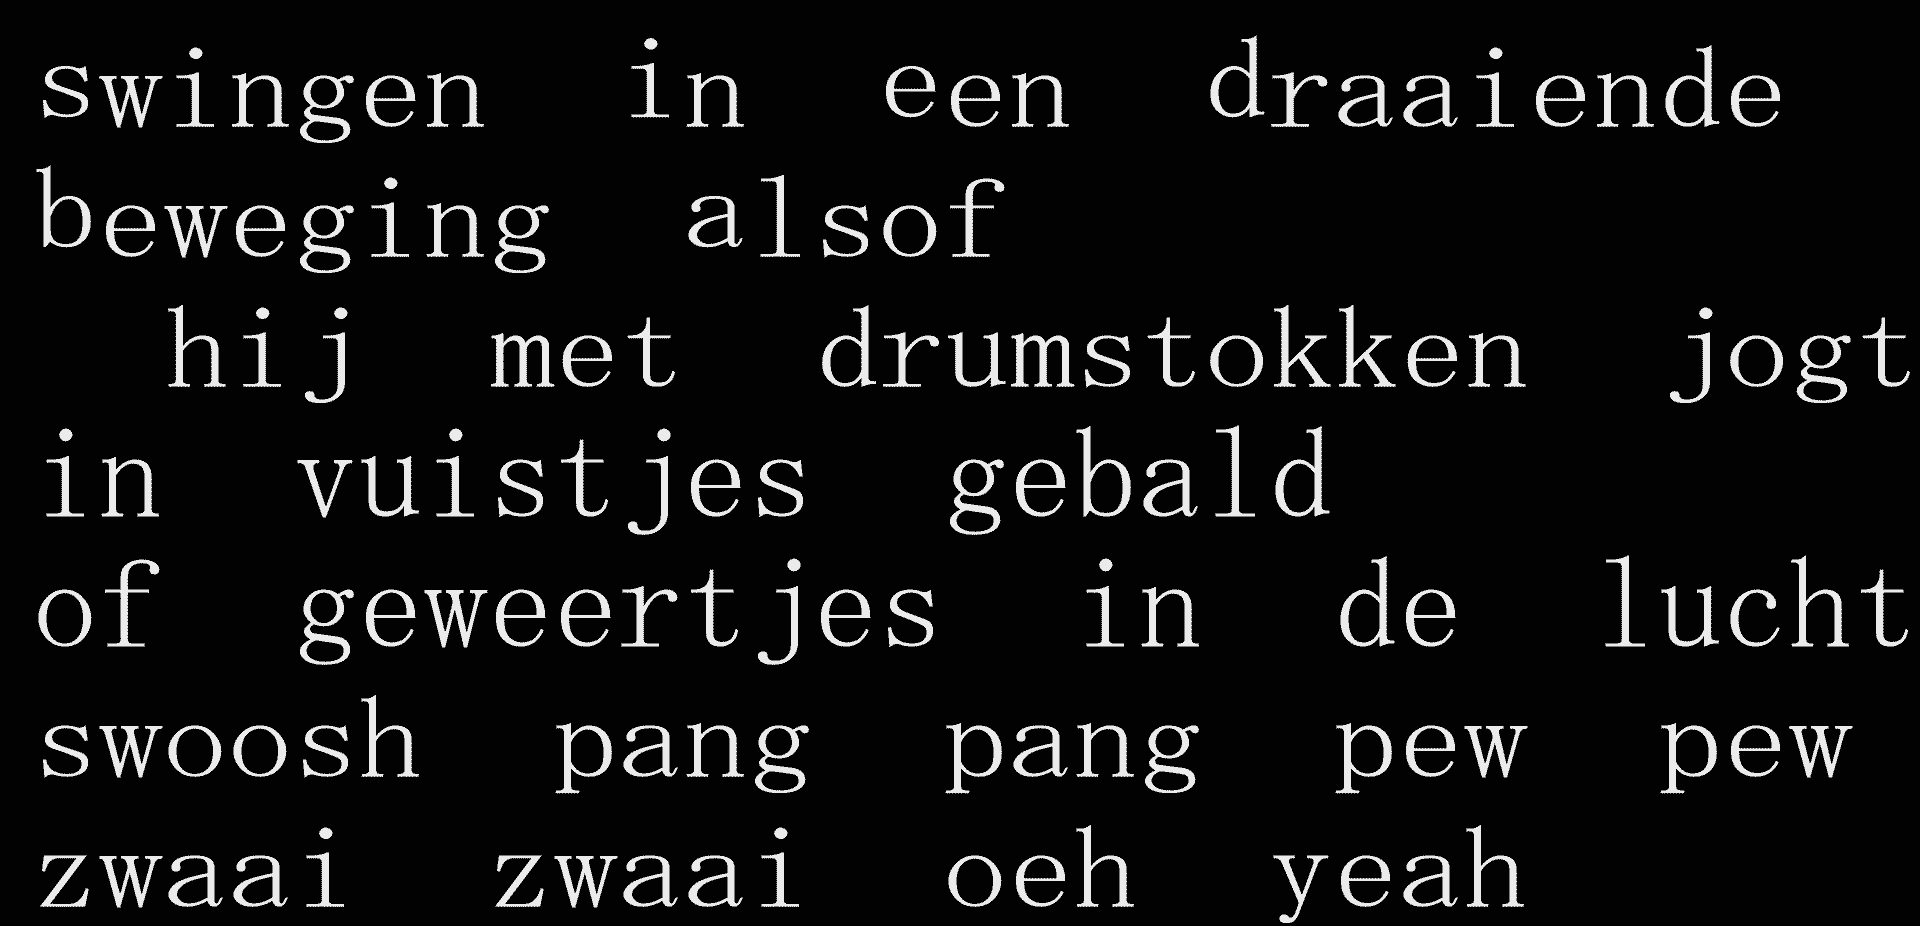 swingen in een draaiende
beweging alsof
hij met drumstokken jogt
in vuistjes gebald
of geweertjes in de lucht
swoosh pang pang pew pew
zwaai zwaai oeh yeah